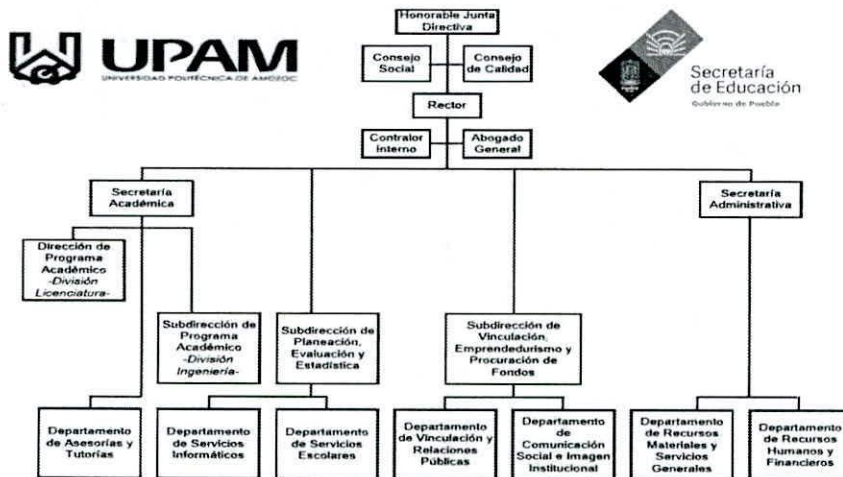 Honorable Junta
Directiva
UPAM
UNIVERSIDAD POLITÉCNICA DE AMOZOC
Consejo
Social
Consejo
de Calidad
Secretaría
de Educación
Gobierno de Puebla
Rector
Contralor
Interno
Abogado
General
Secretaría
Académica
Secretaría
Administrativa
Dirección de
Programa
Académico
-División
Licenciatura-
Subdirección de
Programa
Académico
-División
Ingeniería-
Subdirección de
Planeación,
Evaluación y
Estadística
Subdirección de
Vinculación,
Emprendedurismo y
Procuración de
Fondos
Departamento
de Asesorías y
Tutorías
Departamento
de Servicios
Informáticos
Departamento
de Servicios
Escolares
Departamento
de Vinculación y
Relaciones
Públicas
Departamento
de
Comunicación
Social e Imagen
Institucional
Departamento
de Recursos
Materiales y
Servicios
Generales
Departamento
de Recursos
Humanos y
Financieros